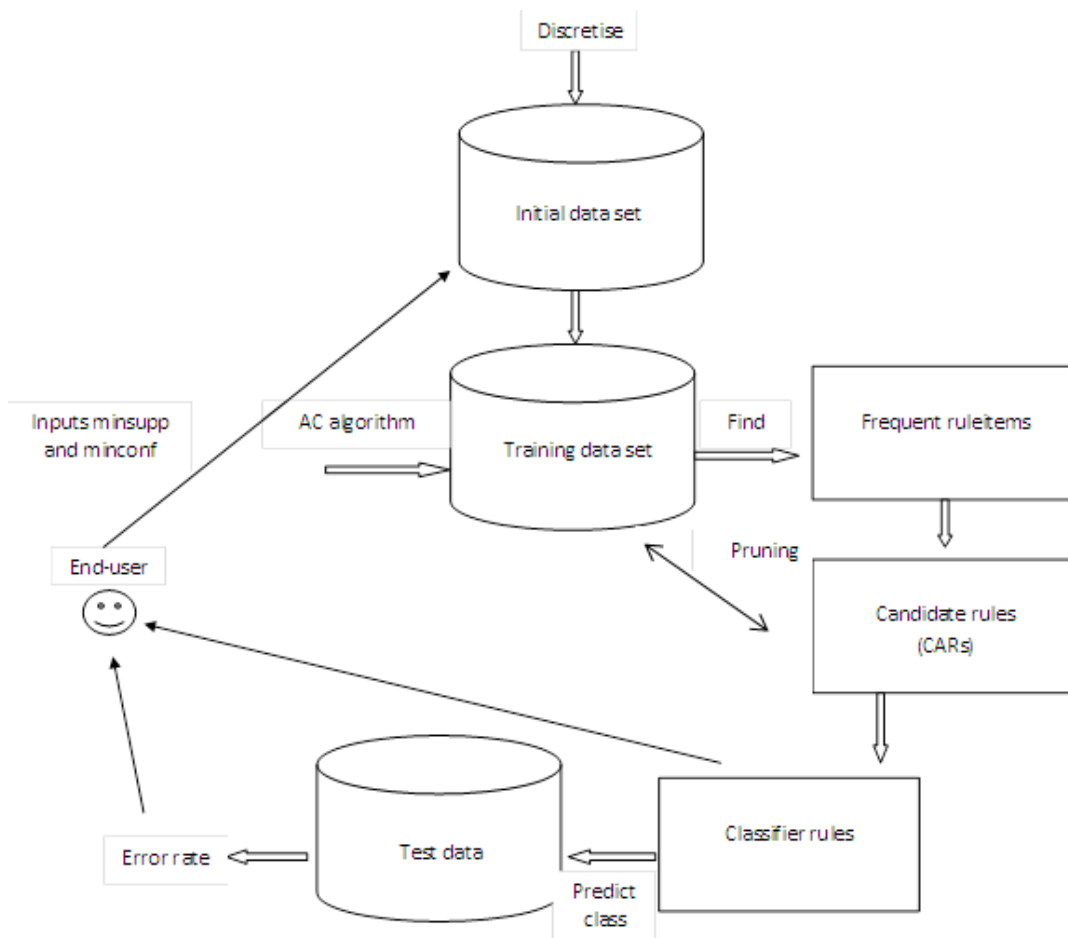 Discretise
Initial data set
Inputs minsupp
and minconf
AC algorithm
Training data set
Find
Frequent ruleitems
End-user
Pruning
Candidate rules
(CARs)
Error rate
Test data
Predict
class
Classifier rules